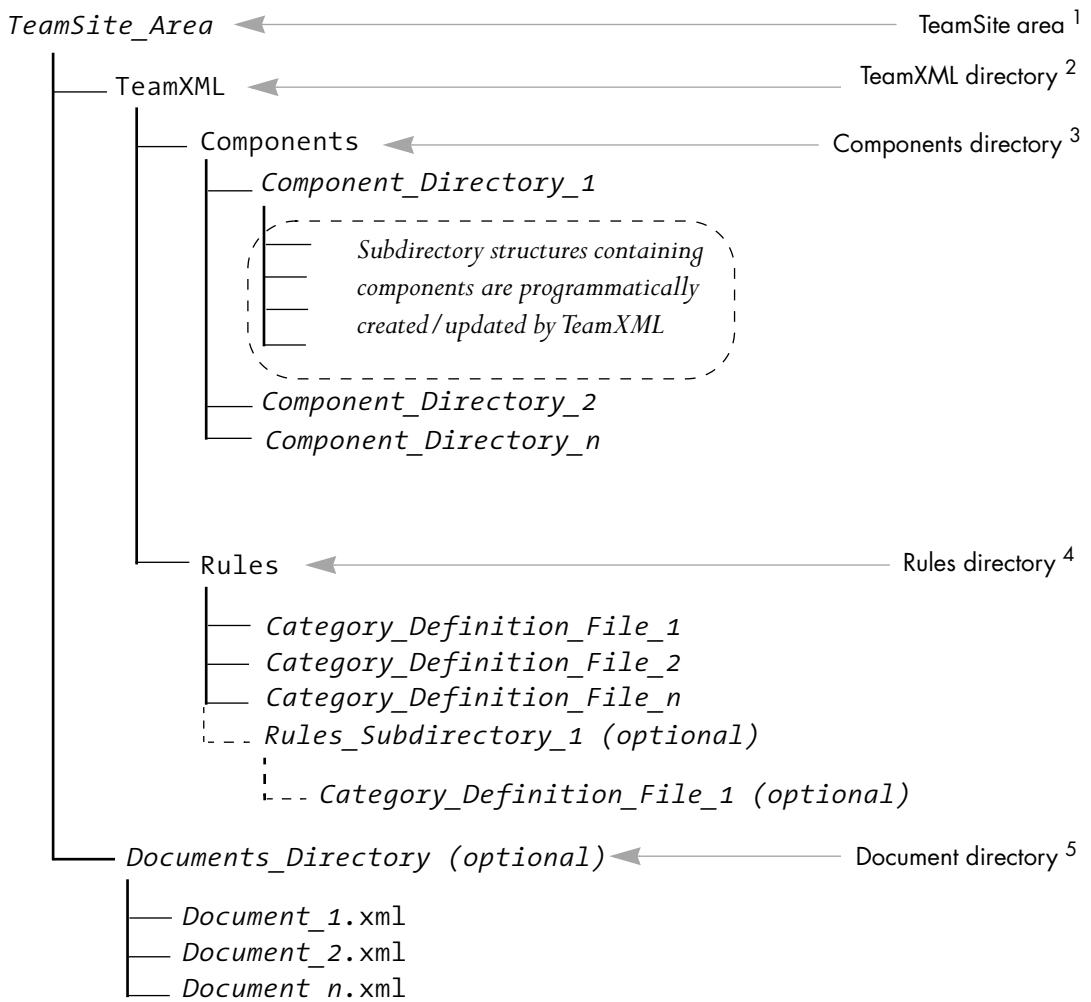 TeamSite_Area TeamSite area 1
TeamXML TeamXML directory 2
Components Components directory 3
Component_Directory_1
Subdirectory structures containing
components are programmatically
created/updated by TeamXML
Component_Directory_2
Component_Directory_n
Rules Rules directory 4
Category_Definition_File_1
Category_Definition_File_2
Category_Definition_File_n
Rules_Subdirectory_1 (optional)
Category_Definition_File_1 (optional)
Documents_Directory (optional) Document directory 5
Document_1.xml
Document_2.xml
Document n.xml